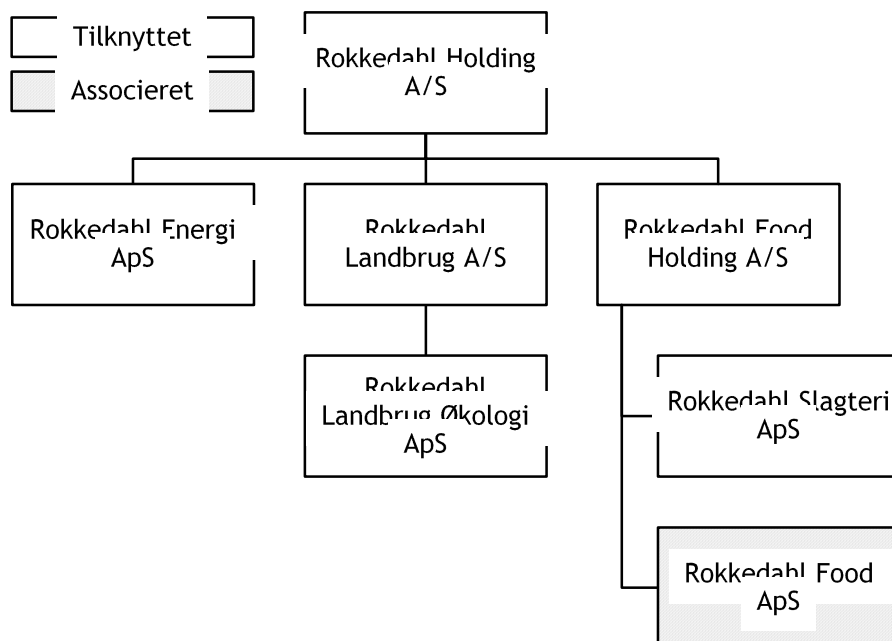 Tilknyttet
Associeret
Rokkedahl Holding
A/S
Rokkedahl Energi
ApS
Rokkedahl
Landbrug A/S
Rokkedahl Food
Holding A/S
Rokkedahl
Landbrug Økologi
ApS
Rokkedahl Slagteri
ApS
Rokkedahl Food
ApS